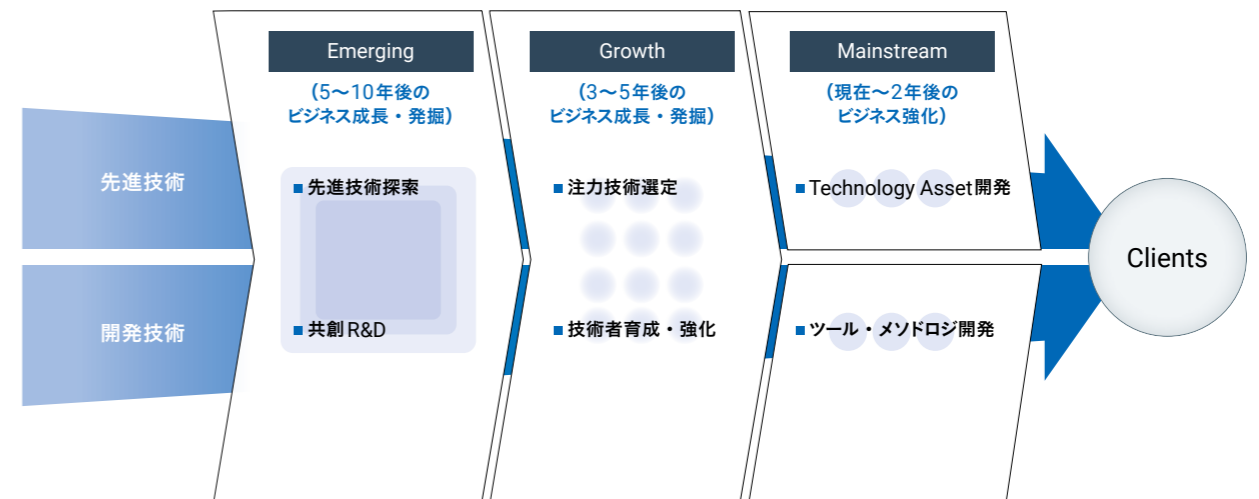 Emerging
(5〜10年後の
ビジネス成長・発掘)
Growth
(3〜5年後の
ビジネス成長・発掘)
Mainstream
(現在〜2年後の
ビジネス強化)
先進技術
■先進技術探索
■注力技術選定
■Technology Asset開発
Clients
開発技術
■共創R&D
■技術者育成・強化
■ツール・メソドロジ開発